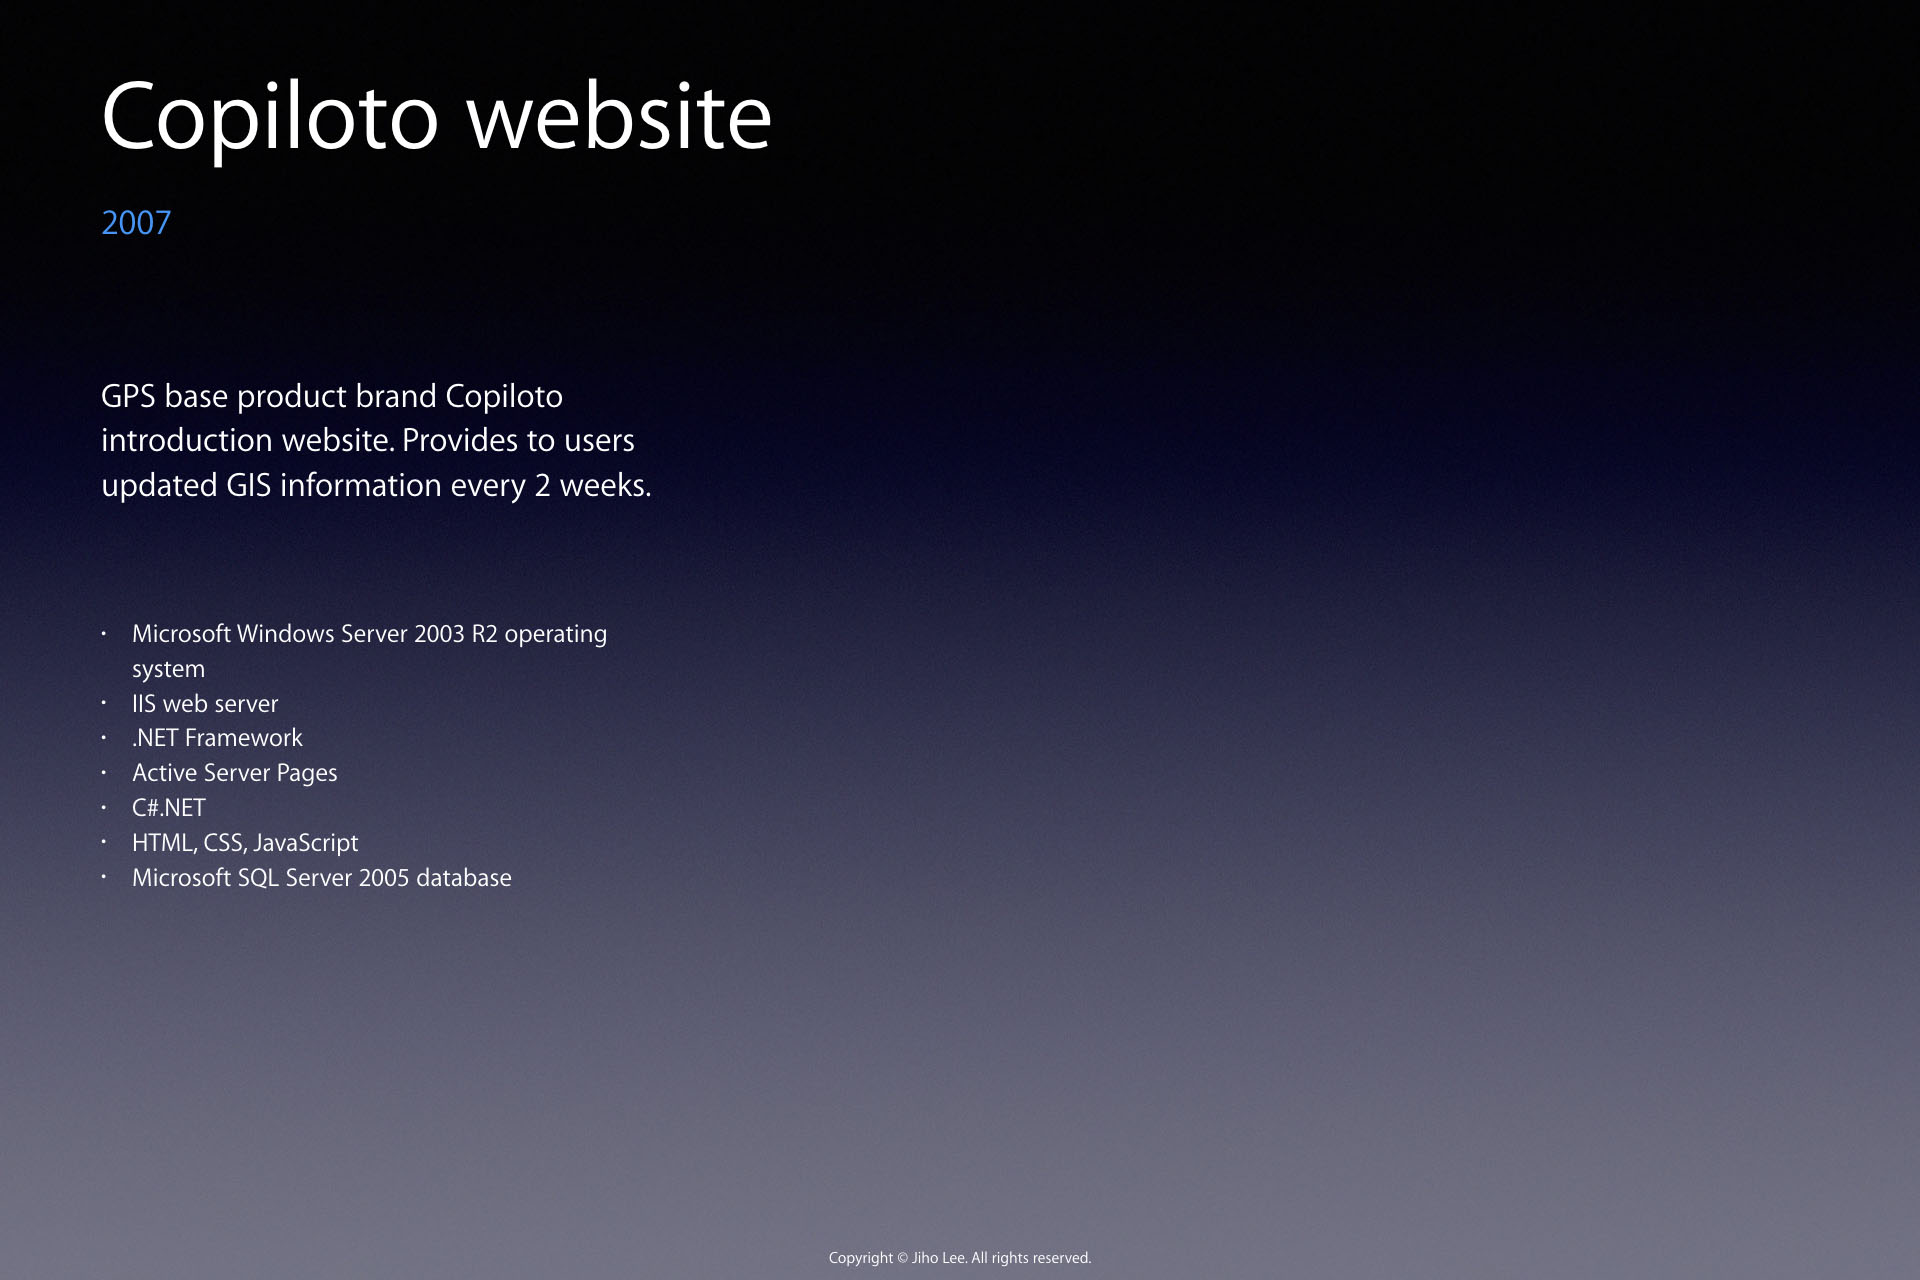 Copiloto website
2007
GPS base product brand Copiloto
introduction website. Provides to users
updated GIS information every 2 weeks.
• Microsoft Windows Server 2003 R2 operating
system
• IIS web server
• .NET Framework
• Active Server Pages
• C#.NET
• HTML, CSS, JavaScript
• Microsoft SQL Server 2005 database
Copyright © Jiho Lee. All rights reserved.